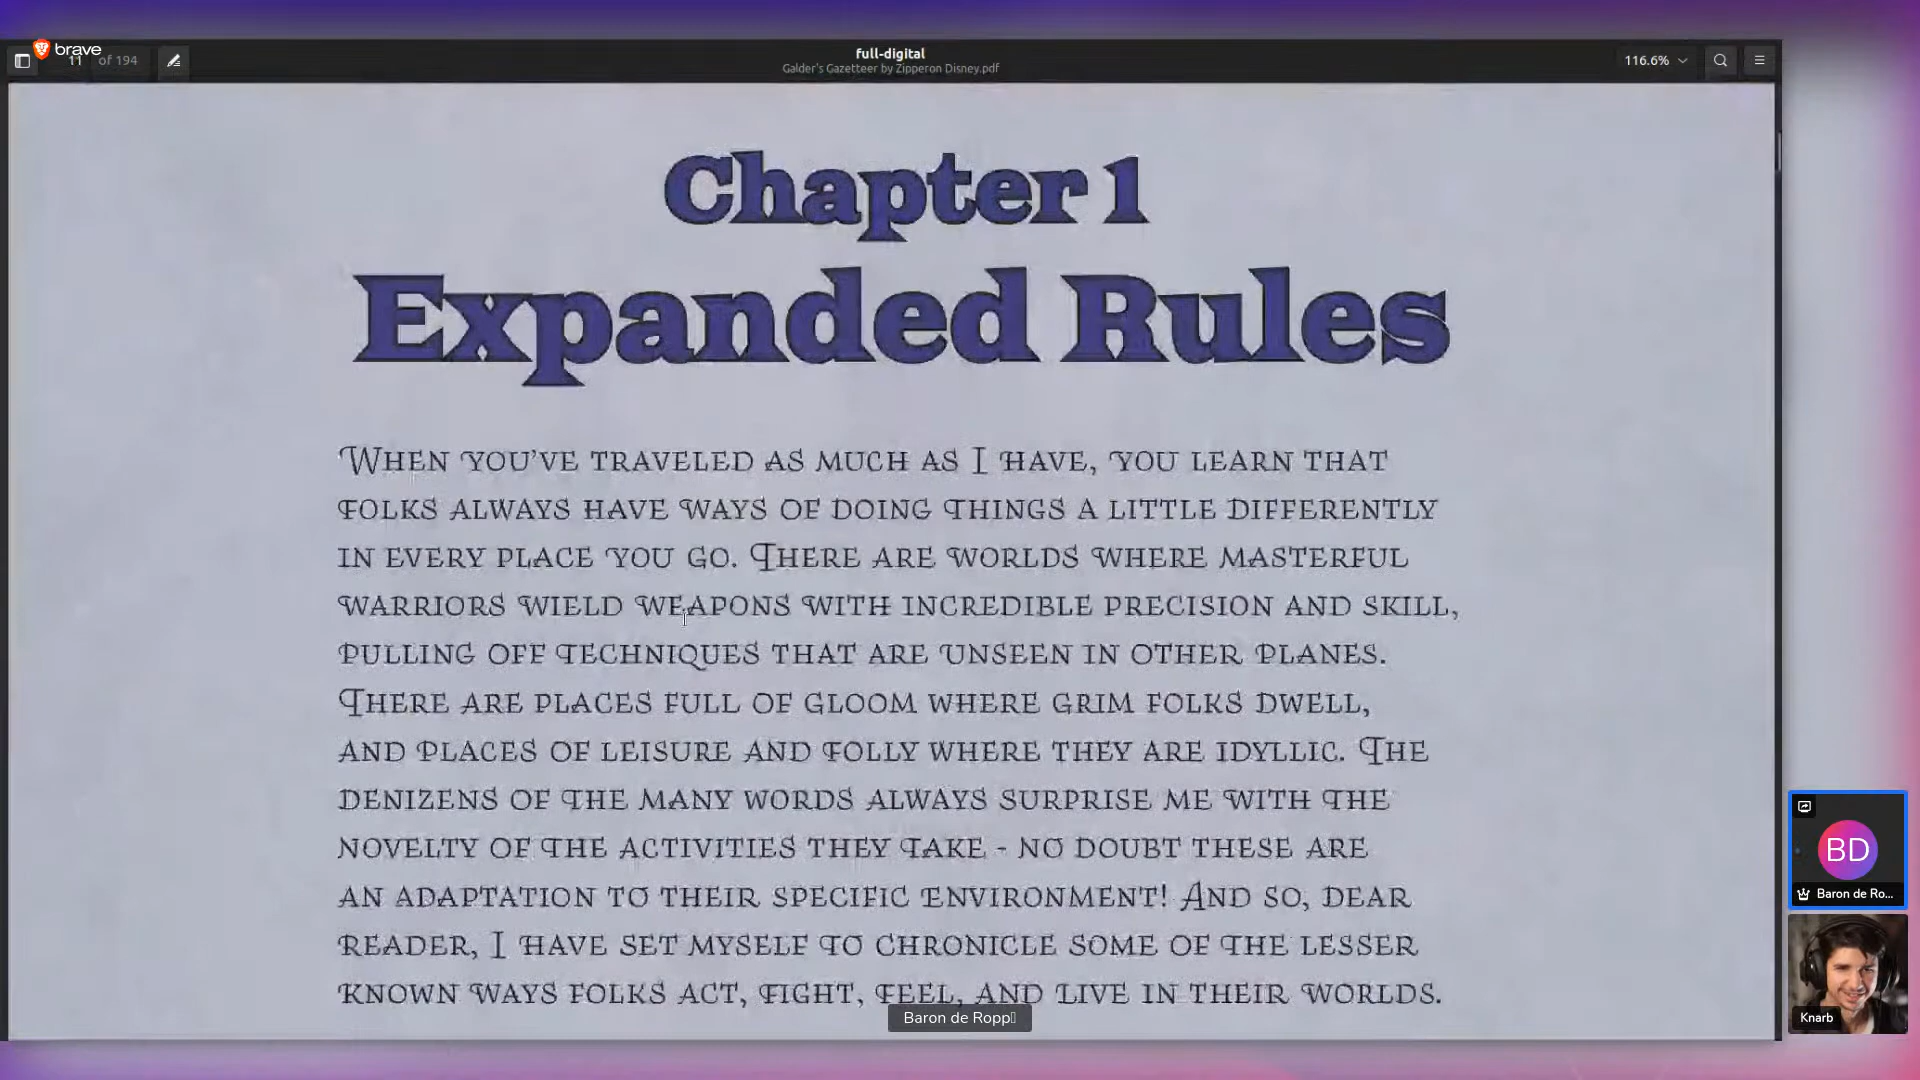 brave
11 of 194
full-digital
Galder's Gazetteer by Zipperon Disney.pdf
116.6%
Chapter 1
Expanded Rules
When you've traveled as much as I have, you learn that
folks always have ways of doing things a little differently
in every place you go. There are worlds where masterful
warriors wield weapons with incredible precision and skill,
pulling off techniques that are unseen in other planes.
There are places full of gloom where grim folks dwell,
and places of leisure and folly where they are idyllic. The
denizens of the many words always surprise me with the
novelty of the activities they take - no doubt these are
an adaptation to their specific environment! And so, dear
reader, I have set myself to chronicle some of the lesser
known ways folks act, fight, feel, and live in their worlds.
Baron de Ropp
BD
Baron de Ro...
Knarb